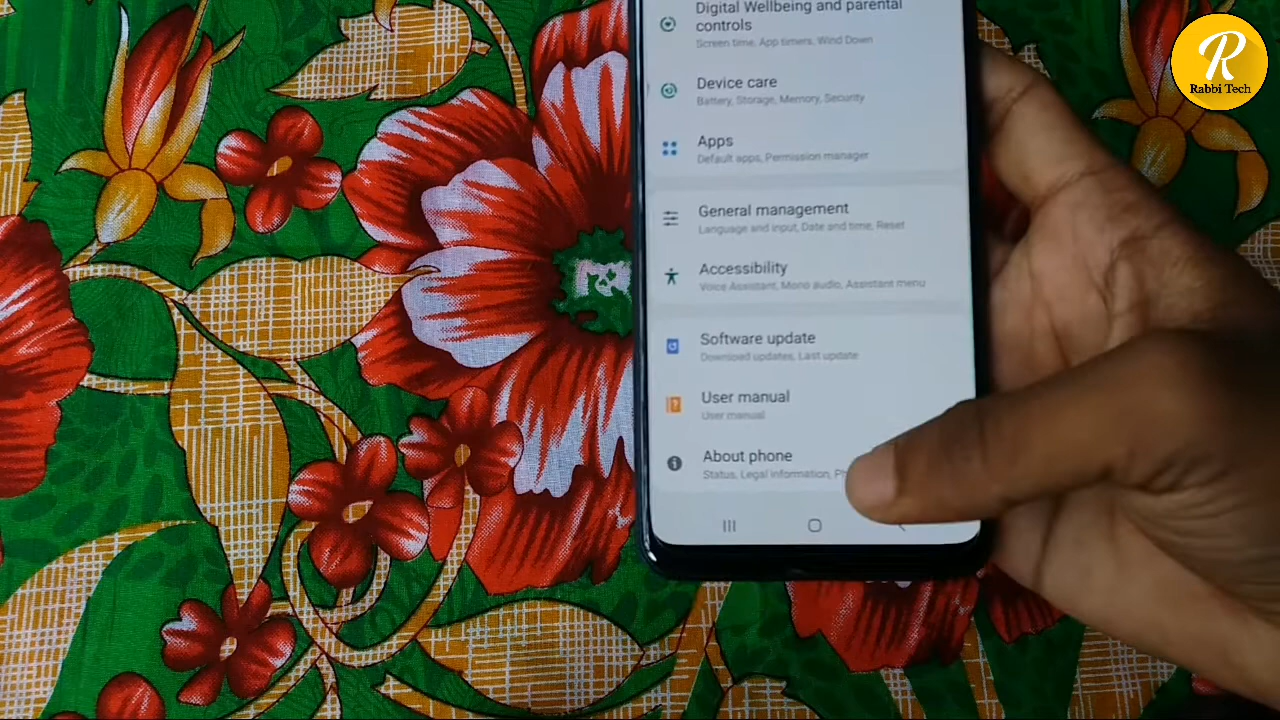 Digital Wellbeing and parental
controls
Screen time, App timers, Wind Down
Device care
Battery, Storage, Memory, Security
Apps
Default apps, Permission manager
General management
Language and input, Date and time, Reset
Accessibility
Voice Assistant, Mono audio, Assistant menu
Software update
Download updates, Last update
User manual
User manual
About phone
Status, Legal information,
R
Rabbi Tech